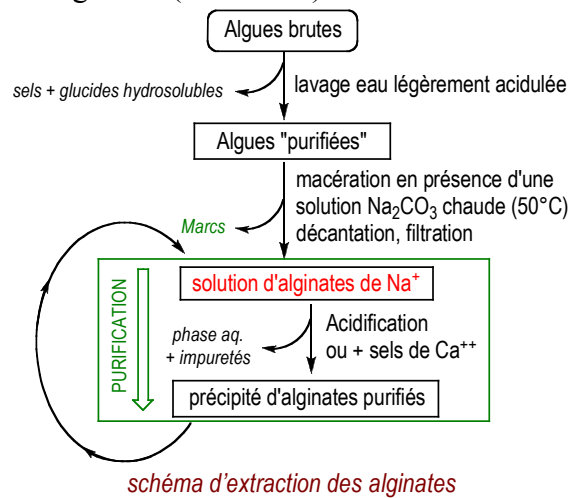 Algues brutes
sels + glucides hydrosolubles
lavage eau légèrement acidulée
Algues "purifiées"
macération en présence d'une
solution Na₂CO₃ chaude (50°C)
décantation, filtration
Marcs
PURIFICATION
solution d'alginates de Na⁺
phase aq.
+ impuretés
Acidification
ou + sels de Ca⁺⁺
précipité d'alginates purifiés
schéma d'extraction des alginates